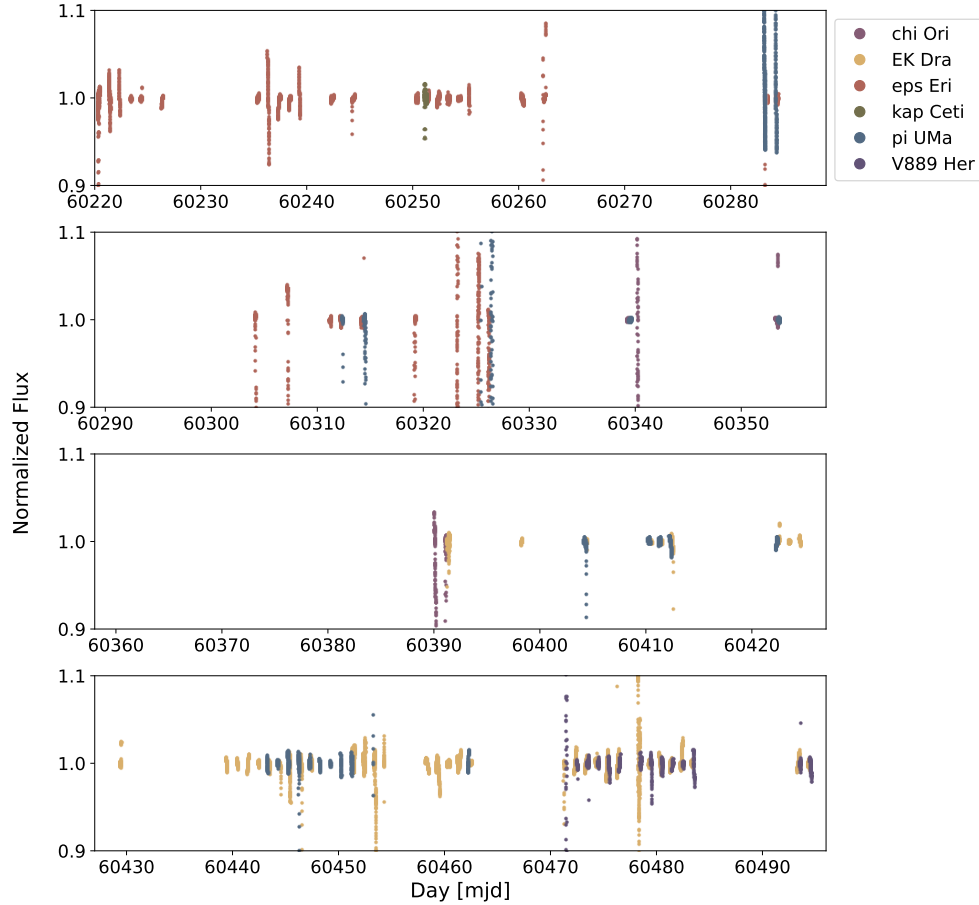 1.1
1.0
0.9
60220 60230 60240 60250 60260 60270 60280
chi Ori
EK Dra
eps Eri
kap Ceti
pi UMa
V889 Her
1.1
1.0
0.9
60290 60300 60310 60320 60330 60340 60350
Normalized Flux
1.1
1.0
0.9
60360 60370 60380 60390 60400 60410 60420
1.1
1.0
0.9
60430 60440 60450 60460 60470 60480 60490
Day [mjd]